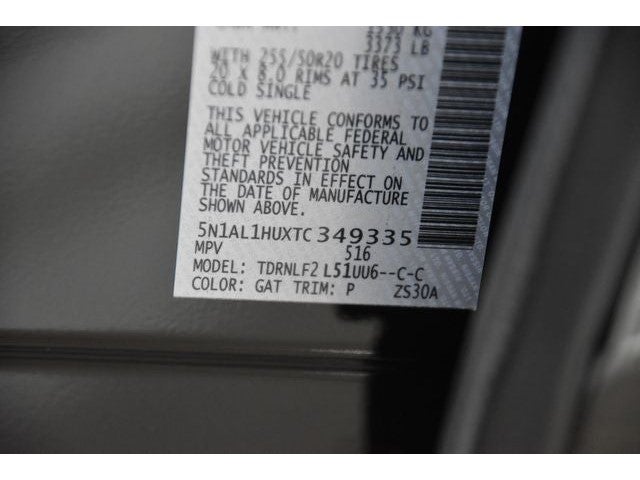 1530 KG
3373 LB
WITH 255/50R20 TIRES
20 X 8.0 RIMS AT 35 PSI
COLD SINGLE
THIS VEHICLE CONFORMS TO
ALL APPLICABLE FEDERAL
MOTOR VEHICLE SAFETY AND
THEFT PREVENTION
STANDARDS IN EFFECT ON
THE DATE OF MANUFACTURE
SHOWN ABOVE.
5N1AL1HUXTC349335
MPV 516
MODEL: TDRNLF2 L51UU6--C-C
COLOR: GAT TRIM: P ZS30A